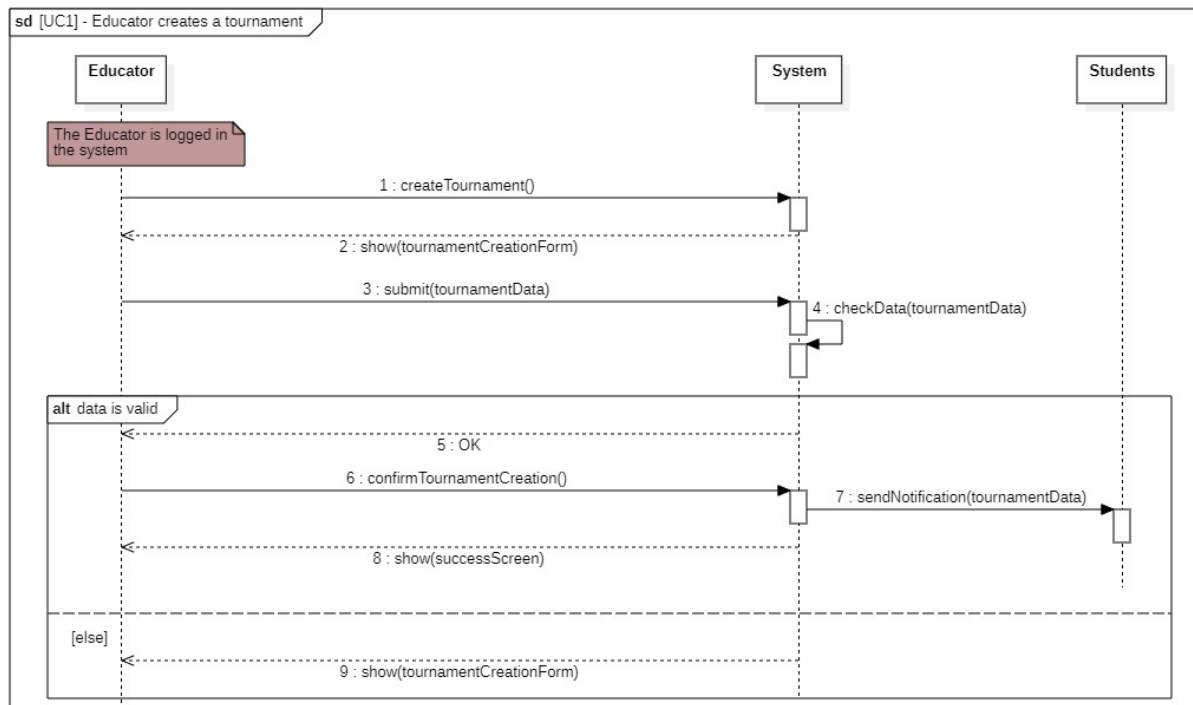 sd [UC1] - Educator creates a tournament
Educator
System
Students
The Educator is logged in
the system
1 : createTournament()
2 : show(tournamentCreationForm)
3 : submit(tournamentData)
4 : checkData(tournamentData)
alt data is valid
5 : OK
6 : confirmTournamentCreation()
7 : sendNotification(tournamentData)
8 : show(successScreen)
[else]
9 : show(tournamentCreationForm)